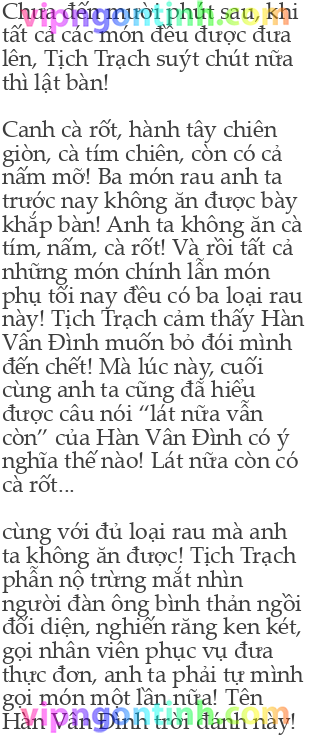 Chưa đến mười phút sau, khi
tất cả các món đều được đưa
lên, Tịch Trạch suýt chút nữa
thì lật bàn!
Canh cà rốt, hành tây chiên
giòn, cà tím chiên, còn có cả
nấm mỡ! Ba món rau anh ta
trước nay không ăn được bày
khắp bàn! Anh ta không ăn cà
tím, nấm, cà rốt! Và rồi tất cả
những món chính lẫn món
phụ tối nay đều có ba loại rau
này! Tịch Trạch cảm thấy Hàn
Vân Đình muốn bỏ đói mình
đến chết! Mà lúc này, cuối
cùng anh ta cũng đã hiểu
được câu nói “lát nữa vẫn
còn” của Hàn Vân Đình có ý
nghĩa thế nào! Lát nữa còn có
cà rốt...
cùng với đủ loại rau mà anh
ta không ăn được! Tịch Trạch
phẫn nộ trừng mắt nhìn
người đàn ông bình thản ngồi
đối diện, nghiến răng ken két,
gọi nhân viên phục vụ đưa
thực đơn, anh ta phải tự mình
gọi món một lần nữa! Tên
Hàn Vân Đình trời đánh này!
vipngontinh.com
vipngontinh.com